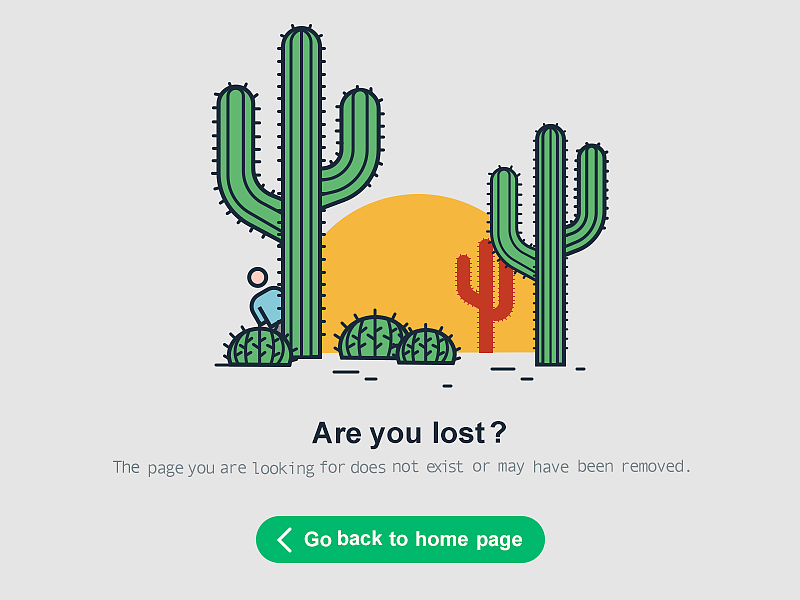 Are you lost?
The page you are looking for does not exist or may have been removed.
Go back to home page